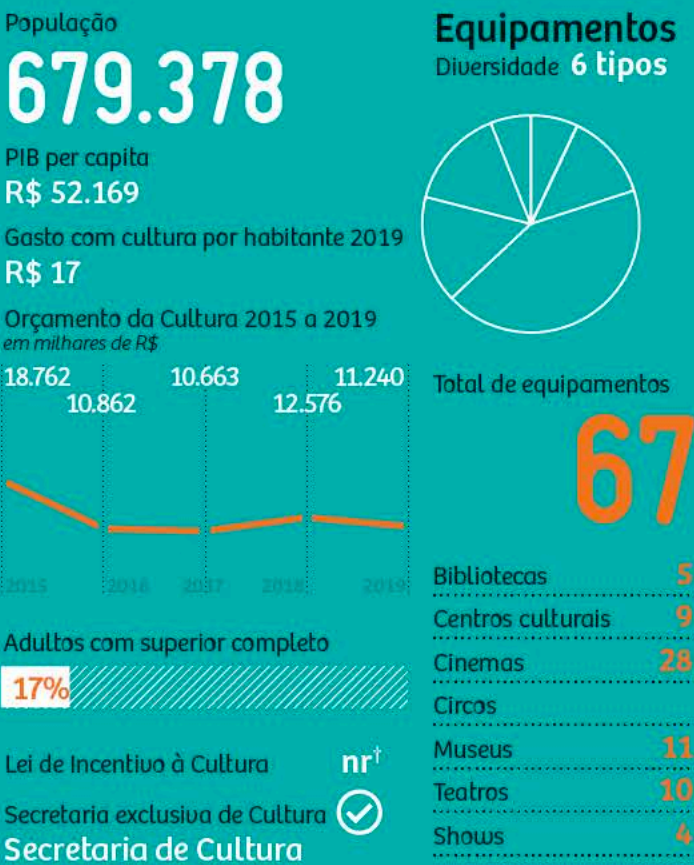 População
679.378
PIB per capita
R$ 52.169
Gasto com cultura por habitante 2019
R$ 17
Orçamento da Cultura 2015 a 2019
em milhares de R$
18.762
10.862
10.663
12.576
11.240
2015 2016 2017 2018 2019
Adultos com superior completo
17%
Lei de Incentivo à Cultura nr†
Secretaria exclusiva de Cultura
Secretaria de Cultura
Equipamentos
Diversidade 6 tipos
Total de equipamentos
67
Bibliotecas 5
Centros culturais 9
Cinemas 28
Circos
Museus 11
Teatros 10
Shows 4